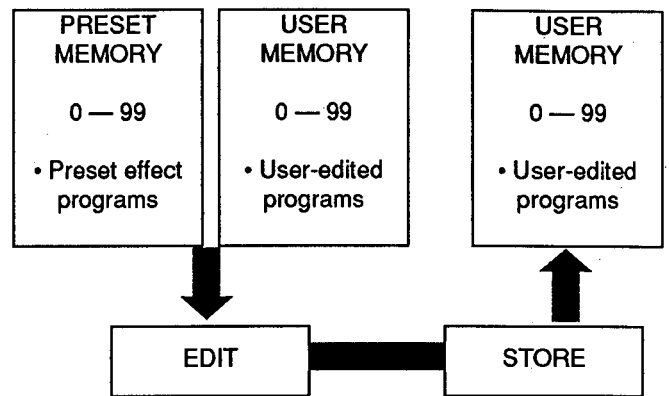 PRESET
MEMORY
0 — 99
• Preset effect
programs
USER
MEMORY
0 — 99
• User-edited
programs
USER
MEMORY
0 — 99
• User-edited
programs
EDIT
STORE